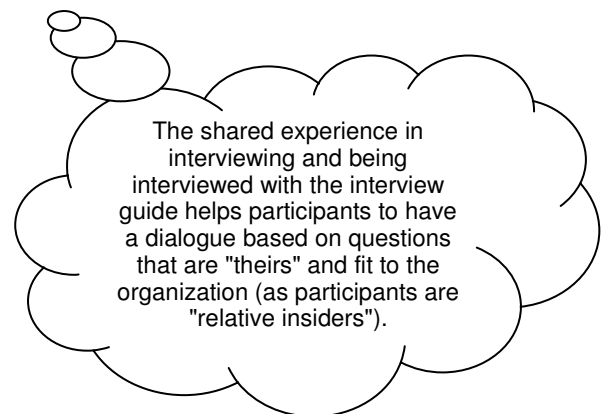 The shared experience in
interviewing and being
interviewed with the interview
guide helps participants to have
a dialogue based on questions
that are "theirs" and fit to the
organization (as participants are
"relative insiders").